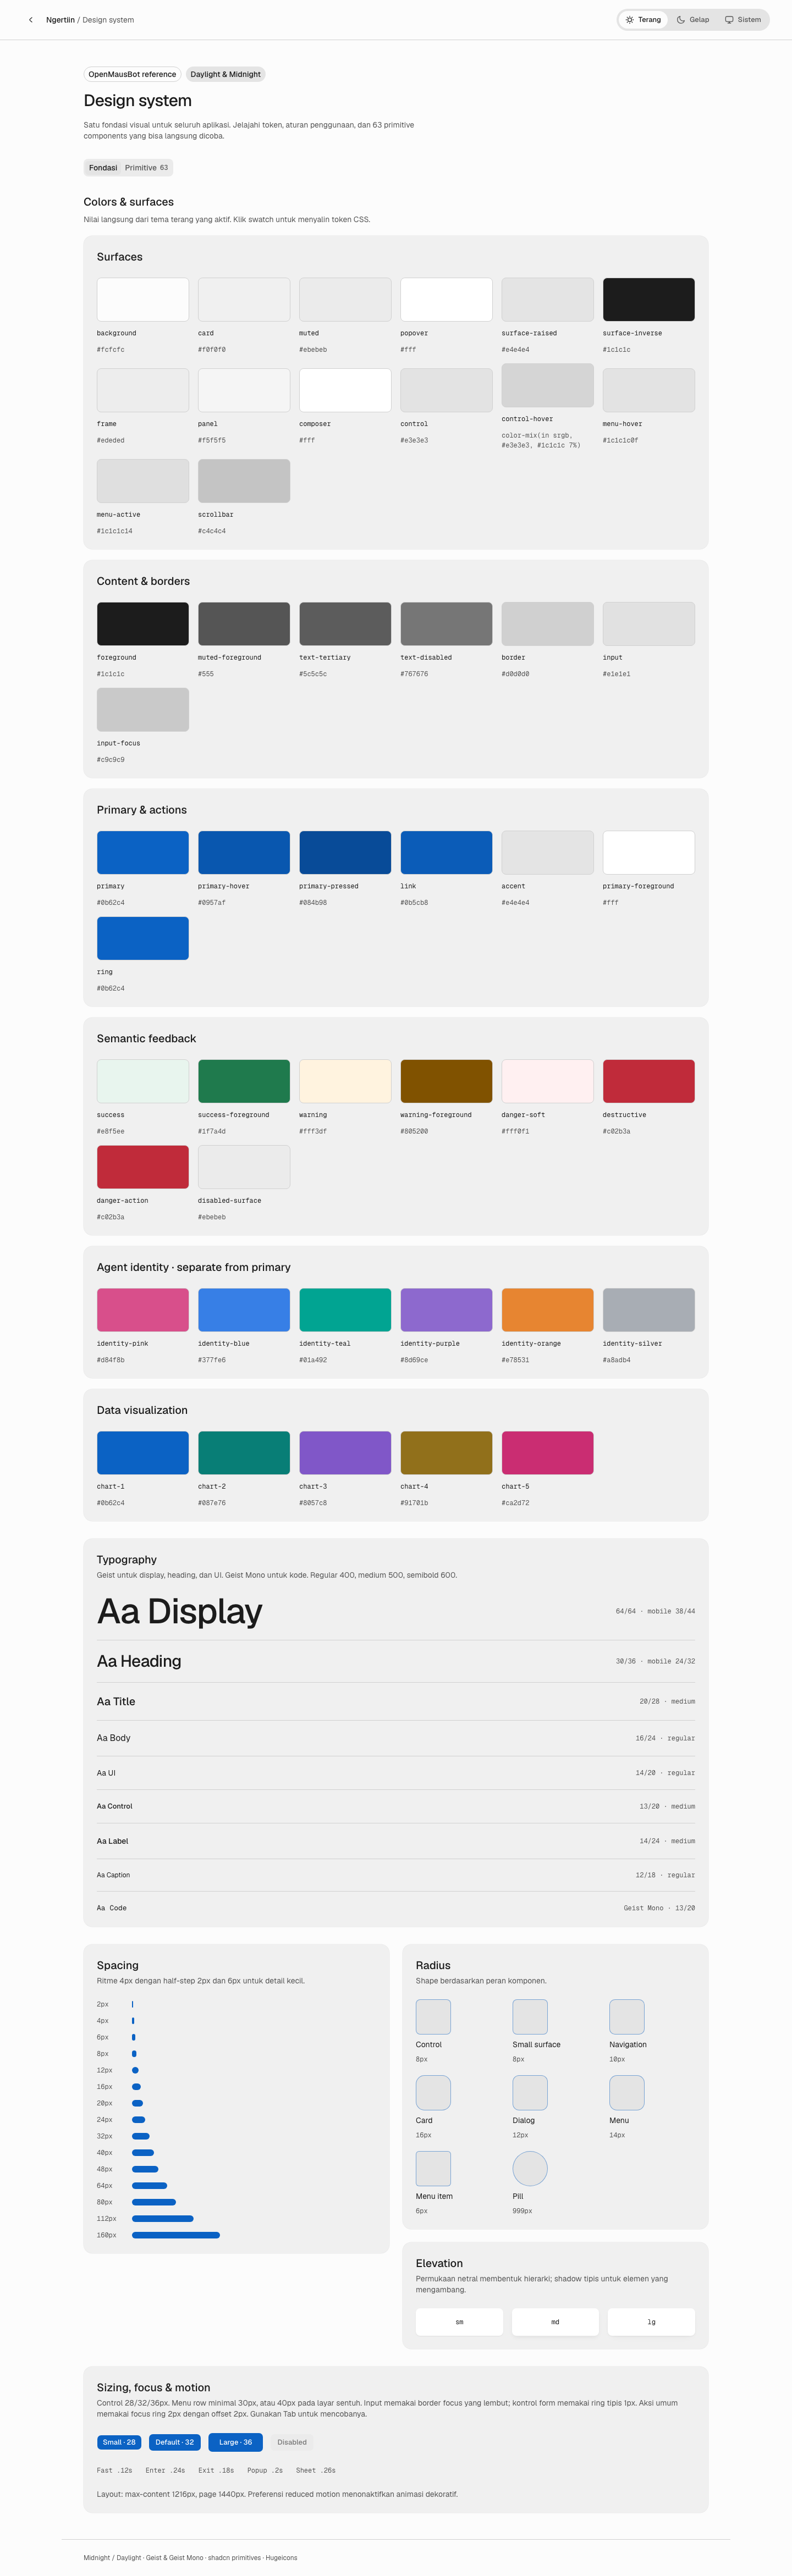 Ngertiin / Design system
Terang Gelap Sistem
OpenMausBot reference Daylight & Midnight
Design system
Satu fondasi visual untuk seluruh aplikasi. Jelajahi token, aturan penggunaan, dan 63 primitive
components yang bisa langsung dicoba.
Fondasi Primitive 63
Colors & surfaces
Nilai langsung dari tema terang yang aktif. Klik swatch untuk menyalin token CSS.
Surfaces
background card muted popover surface-raised surface-inverse
#fcfcfc #f0f0f0 #ebebeb #fff #e4e4e4 #1c1c1c
frame panel composer control control-hover menu-hover
#ededed #f5f5f5 #fff #e3e3e3 color-mix(in srgb, #1c1c1c0f
#e3e3e3, #1c1c1c 7%)
menu-active scrollbar
#1c1c1c14 #c4c4c4
Content & borders
foreground muted-foreground text-tertiary text-disabled border input
#1c1c1c #555 #5c5c5c #767676 #d0d0d0 #e1e1e1
input-focus
#c9c9c9
Primary & actions
primary primary-hover primary-pressed link accent primary-foreground
#0b62c4 #0957af #084b98 #0b5cb8 #e4e4e4 #fff
ring
#0b62c4
Semantic feedback
success success-foreground warning warning-foreground danger-soft destructive
#e8f5ee #1f7a4d #fff3df #805200 #fff0f1 #c02b3a
danger-action disabled-surface
#c02b3a #ebebeb
Agent identity · separate from primary
identity-pink identity-blue identity-teal identity-purple identity-orange identity-silver
#d84f8b #377fe6 #01a492 #8d69ce #e78531 #a8adb4
Data visualization
chart-1 chart-2 chart-3 chart-4 chart-5
#0b62c4 #087e76 #8057c8 #91701b #ca2d72
Typography
Geist untuk display, heading, dan UI. Geist Mono untuk kode. Regular 400, medium 500, semibold 600.
Aa Display 64/64 · mobile 38/44
Aa Heading 30/36 · mobile 24/32
Aa Title 20/28 · medium
Aa Body 16/24 · regular
Aa UI 14/20 · regular
Aa Control 13/20 · medium
Aa Label 14/24 · medium
Aa Caption 12/18 · regular
Aa Code Geist Mono · 13/20
Spacing
Ritme 4px dengan half-step 2px dan 6px untuk detail kecil.
2px
4px
6px
8px
12px
16px
20px
24px
32px
40px
48px
64px
80px
112px
160px
Radius
Shape berdasarkan peran komponen.
Control Small surface Navigation
8px 8px 10px
Card Dialog Menu
16px 12px 14px
Menu item Pill
6px 999px
Elevation
Permukaan netral membentuk hierarki; shadow tipis untuk elemen yang
mengambang.
sm md lg
Sizing, focus & motion
Control 28/32/36px. Menu row minimal 30px, atau 40px pada layar sentuh. Input memakai border focus yang lembut; kontrol form memakai ring tipis 1px. Aksi umum
memakai focus ring 2px dengan offset 2px. Gunakan Tab untuk mencobanya.
Small · 28 Default · 32 Large · 36 Disabled
Fast .12s Enter .24s Exit .18s Popup .2s Sheet .26s
Layout: max-content 1216px, page 1440px. Preferensi reduced motion menonaktifkan animasi dekoratif.
Midnight / Daylight · Geist & Geist Mono · shadcn primitives · Hugeicons